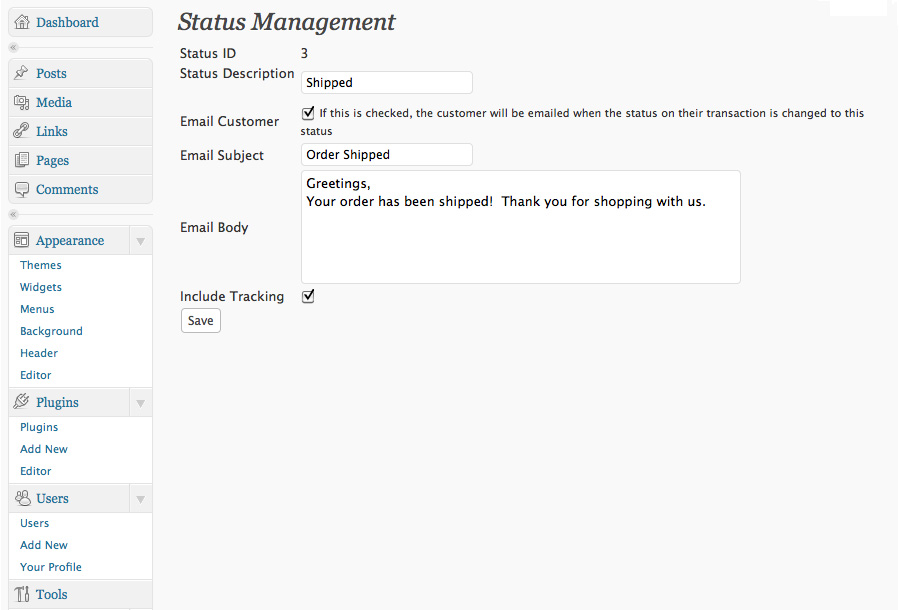 Dashboard
Posts
Media
Links
Pages
Comments
Appearance
Themes
Widgets
Menus
Background
Header
Editor
Plugins
Plugins
Add New
Editor
Users
Users
Add New
Your Profile
Tools
Status Management
Status ID 3
Status Description Shipped
Email Customer If this is checked, the customer will be emailed when the status on their transaction is changed to this
status
Email Subject Order Shipped
Email Body
Greetings,
Your order has been shipped!  Thank you for shopping with us.
Include Tracking
Save